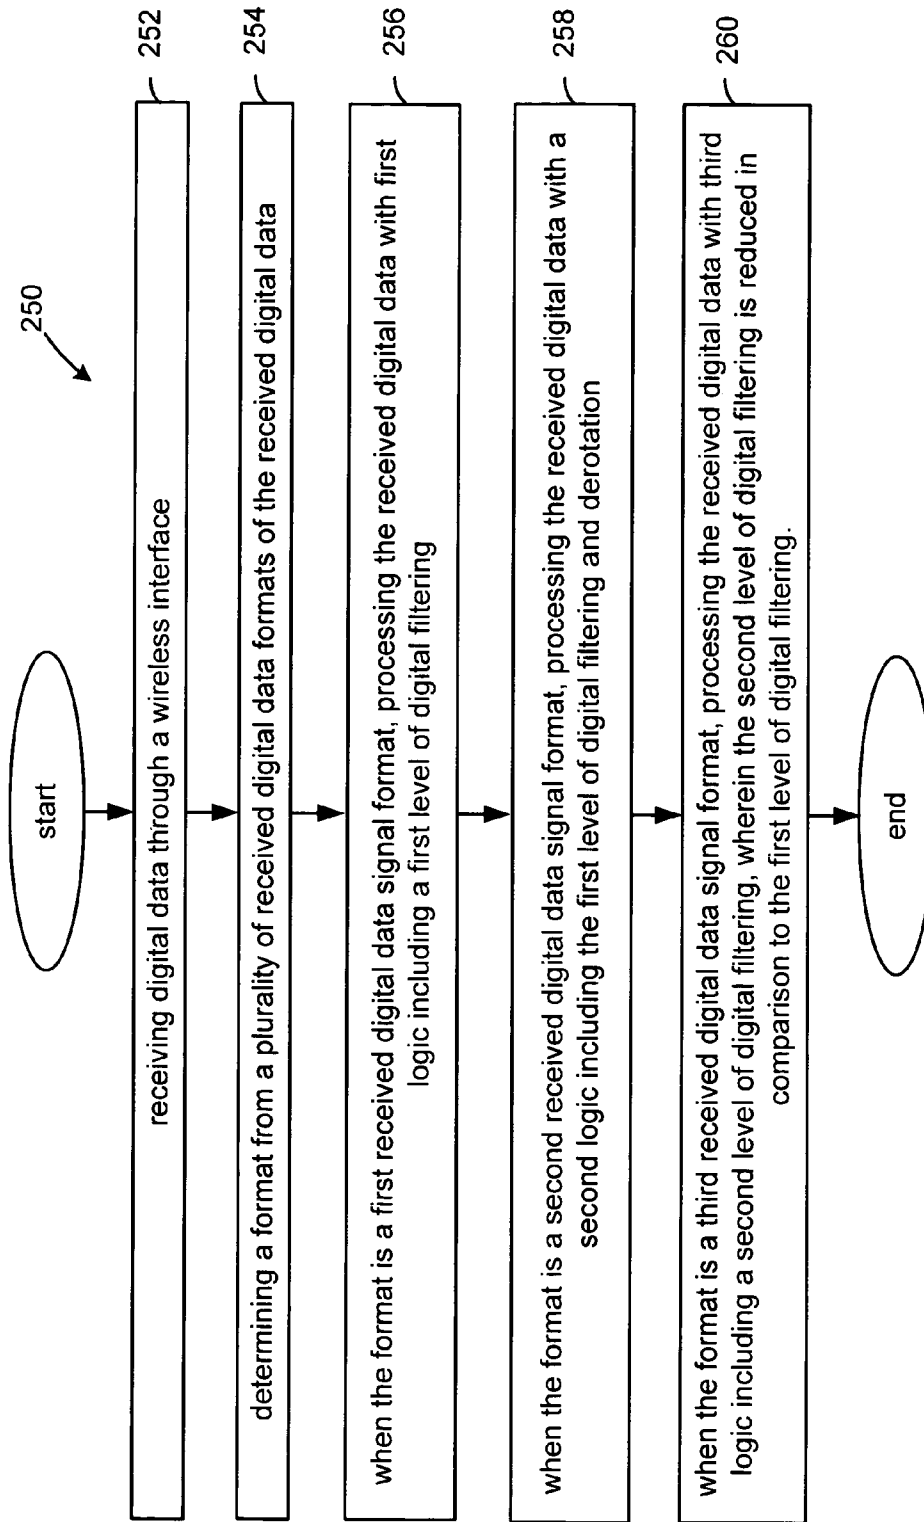 250
start
receiving digital data through a wireless interface
252
determining a format from a plurality of received digital data formats of the received digital data
254
when the format is a first received digital data signal format, processing the received digital data with first
logic including a first level of digital filtering
256
when the format is a second received digital data signal format, processing the received digital data with a
second logic including the first level of digital filtering and derotation
258
when the format is a third received digital data signal format, processing the received digital data with third
logic including a second level of digital filtering, wherein the second level of digital filtering is reduced in
comparison to the first level of digital filtering.
260
end